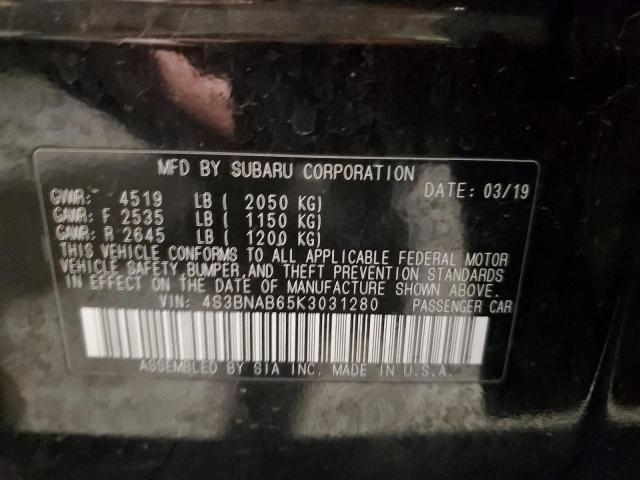 MFD BY SUBARU CORPORATION
DATE: 03/19
GVWR: 4519 LB ( 2050 KG)
GAWR: F 2535 LB ( 1150 KG)
GAWR: R 2645 LB ( 1200 KG)
THIS VEHICLE CONFORMS TO ALL APPLICABLE FEDERAL MOTOR
VEHICLE SAFETY, BUMPER, AND THEFT PREVENTION STANDARDS
IN EFFECT ON THE DATE OF MANUFACTURE SHOWN ABOVE.
VIN: 4S3BNAB65K3031280 PASSENGER CAR
ASSEMBLED BY SIA INC. MADE IN U.S.A.